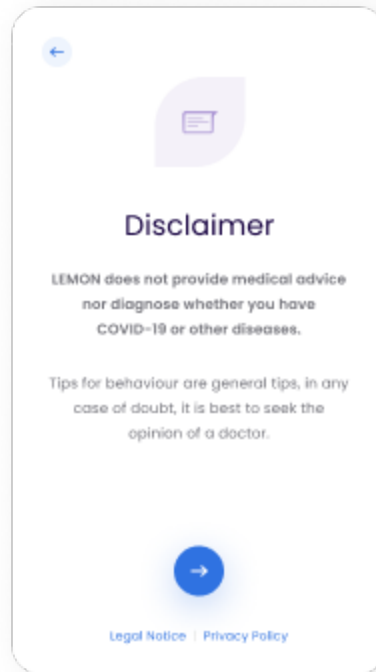 Disclaimer
LEMON does not provide medical advice
nor diagnose whether you have
COVID-19 or other diseases.
Tips for behaviour are general tips, in any
case of doubt, it is best to seek the
opinion of a doctor.
Legal Notice | Privacy Policy